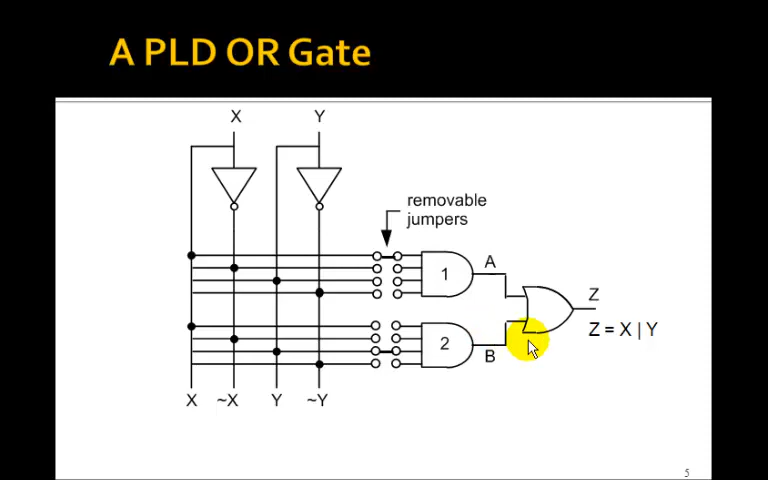 A PLD OR Gate
X Y
removable
jumpers
1
A
Z
Z = X | Y
2
B
X ~X Y ~Y
5